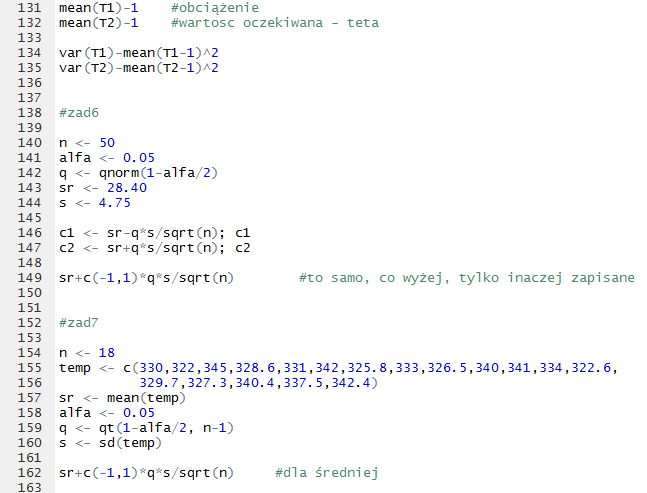 131 mean(T1)-1    #obciążenie
132 mean(T2)-1    #wartosc oczekiwana - teta
133
134 var(T1)-mean(T1-1)^2
135 var(T2)-mean(T2-1)^2
136
137
138 #zad6
139
140 n <- 50
141 alfa <- 0.05
142 q <- qnorm(1-alfa/2)
143 sr <- 28.40
144 s <- 4.75
145
146 c1 <- sr-q*s/sqrt(n); c1
147 c2 <- sr+q*s/sqrt(n); c2
148
149 sr+c(-1,1)*q*s/sqrt(n)        #to samo, co wyżej, tylko inaczej zapisane
150
151
152 #zad7
153
154 n <- 18
155 temp <- c(330,322,345,328.6,331,342,325.8,333,326.5,340,341,334,322.6,
156           329.7,327.3,340.4,337.5,342.4)
157 sr <- mean(temp)
158 alfa <- 0.05
159 q <- qt(1-alfa/2, n-1)
160 s <- sd(temp)
161
162 sr+c(-1,1)*q*s/sqrt(n)     #dla średniej
163